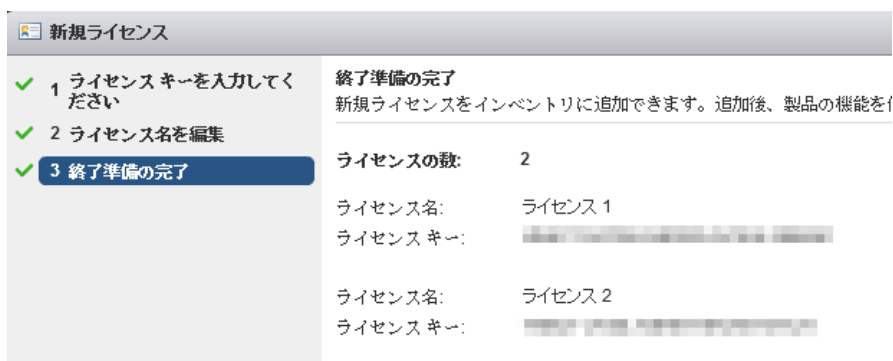 新規ライセンス
1 ライセンス キーを入力してく
ださい
2 ライセンス名を編集
3 終了準備の完了
終了準備の完了
新規ライセンスをインベントリに追加できます。追加後、製品の機能を
ライセンスの数: 2
ライセンス名: ライセンス 1
ライセンス キー:
ライセンス名: ライセンス 2
ライセンス キー: